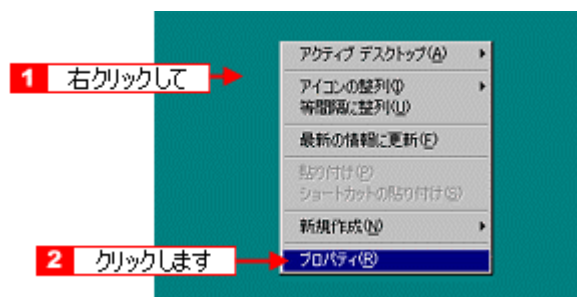 1 右クリックして
アクティブ デスクトップ(A)
アイコンの整列(I)
等間隔に整列(U)
最新の情報に更新(F)
貼り付け(P)
ショートカットの貼り付け(S)
新規作成(N)
2 クリックします
プロパティ(R)